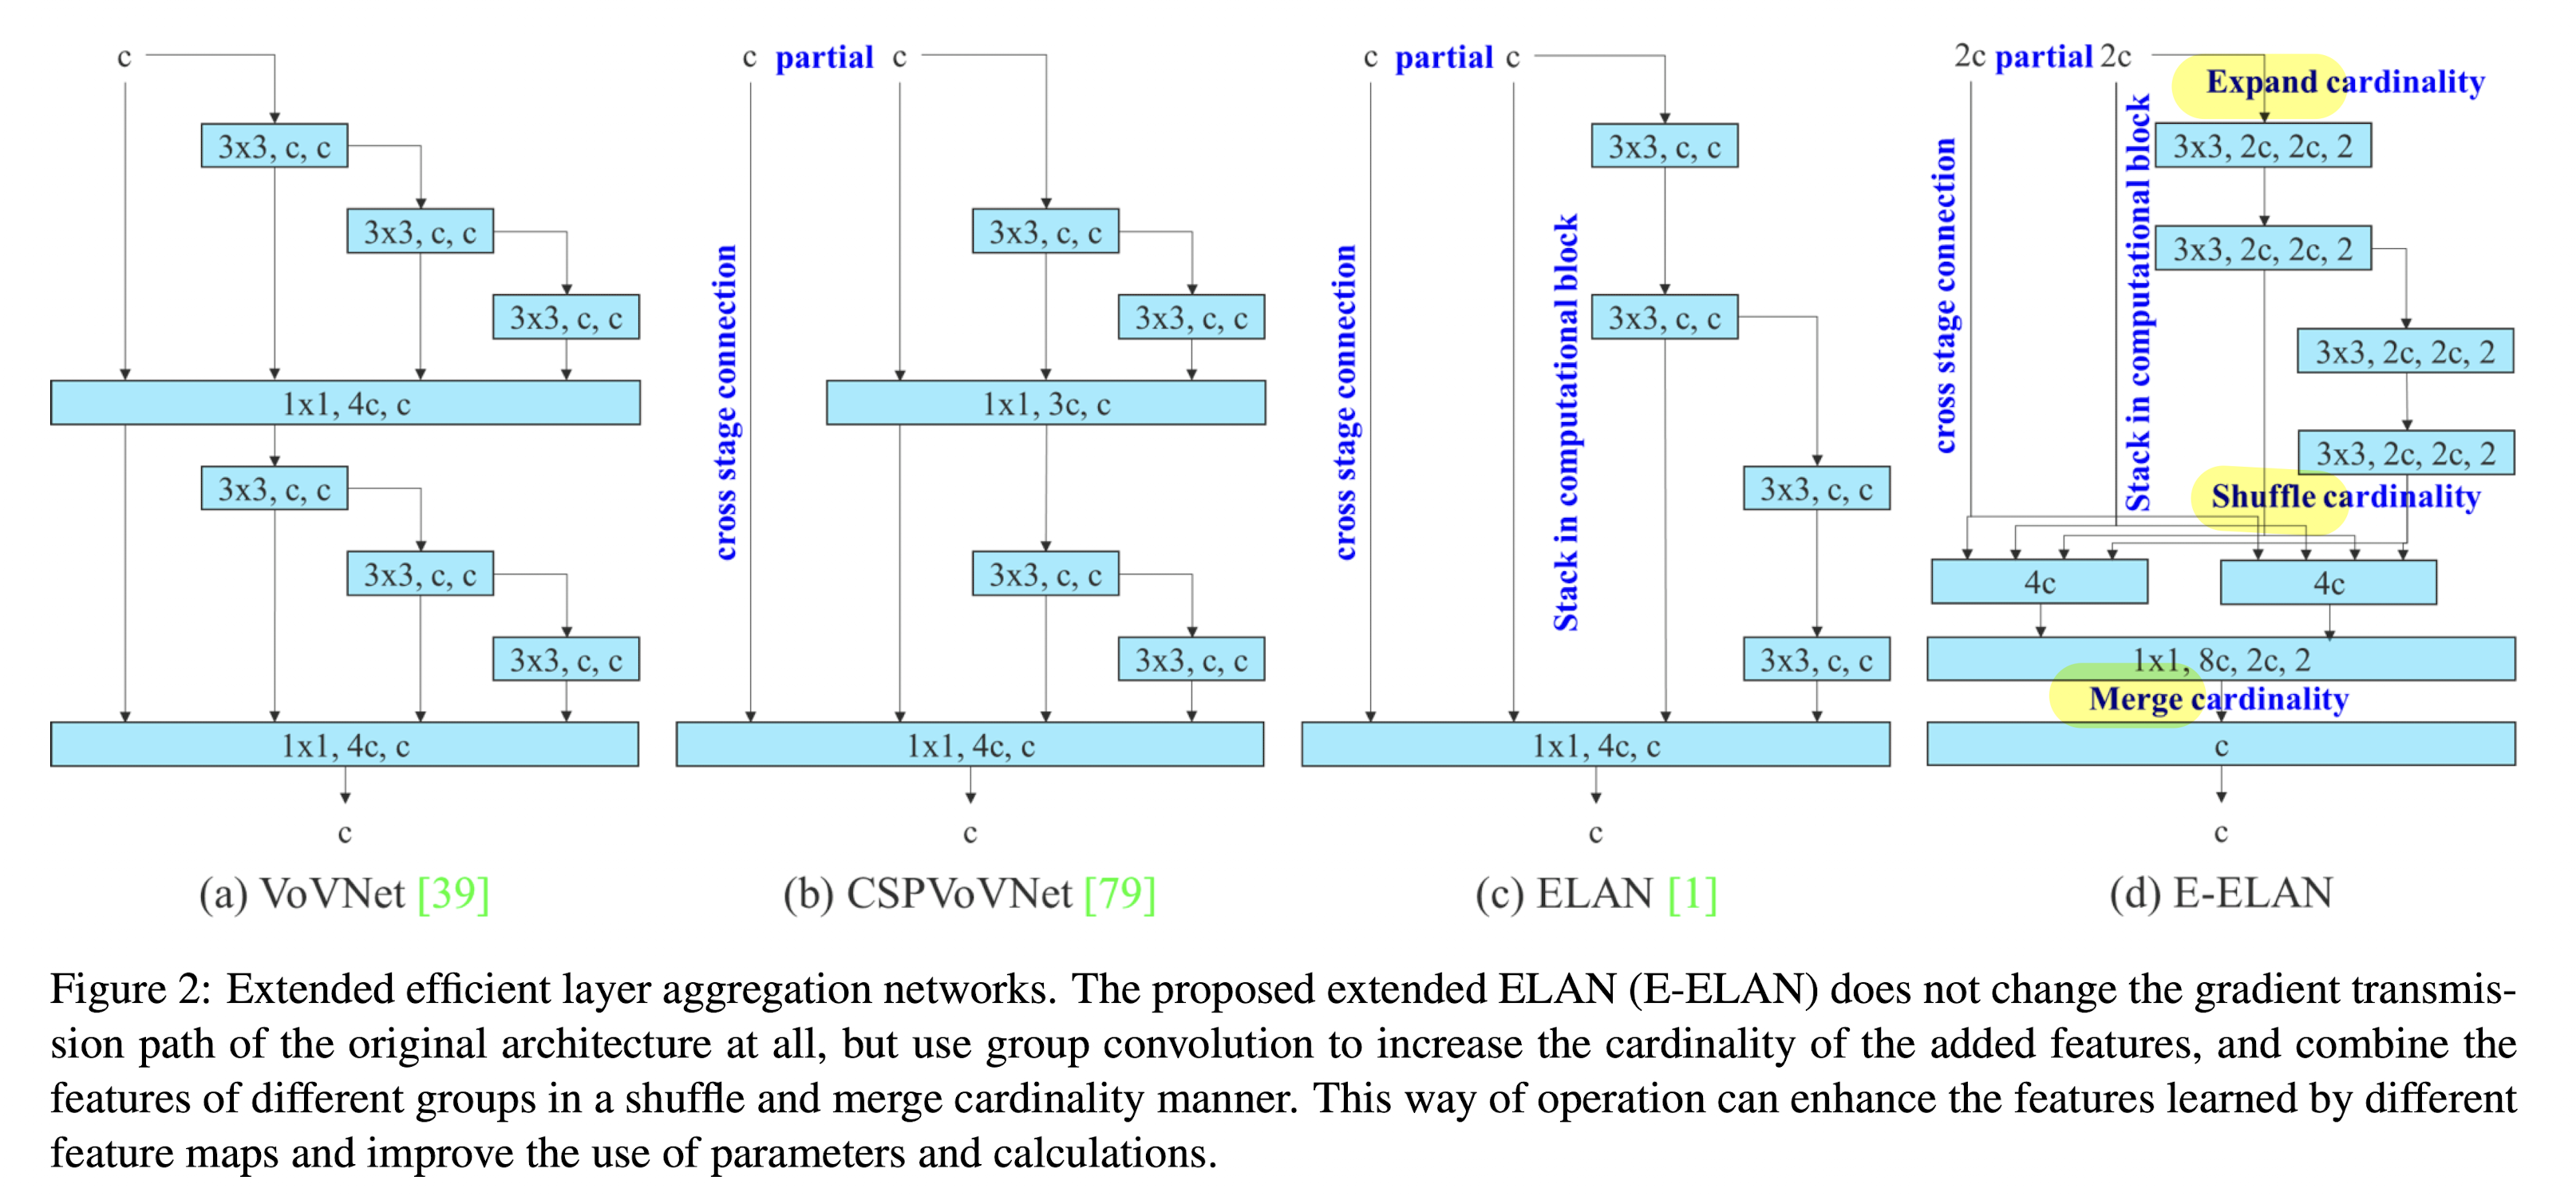 c
3x3, c, c
3x3, c, c
3x3, c, c
1x1, 4c, c
3x3, c, c
3x3, c, c
3x3, c, c
1x1, 4c, c
c
(a) VoVNet [39]
c partial c
cross stage connection
3x3, c, c
3x3, c, c
1x1, 3c, c
3x3, c, c
3x3, c, c
1x1, 4c, c
c
(b) CSPVoVNet [79]
c partial c
cross stage connection
Stack in computational block
3x3, c, c
3x3, c, c
3x3, c, c
3x3, c, c
1x1, 4c, c
c
(c) ELAN [1]
2c partial 2c
Expand cardinality
cross stage connection
Stack in computational block
3x3, 2c, 2c, 2
3x3, 2c, 2c, 2
3x3, 2c, 2c, 2
3x3, 2c, 2c, 2
Shuffle cardinality
4c
4c
1x1, 8c, 2c, 2
Merge cardinality
c
c
(d) E-ELAN
Figure 2: Extended efficient layer aggregation networks. The proposed extended ELAN (E-ELAN) does not change the gradient transmis-
sion path of the original architecture at all, but use group convolution to increase the cardinality of the added features, and combine the
features of different groups in a shuffle and merge cardinality manner. This way of operation can enhance the features learned by different
feature maps and improve the use of parameters and calculations.